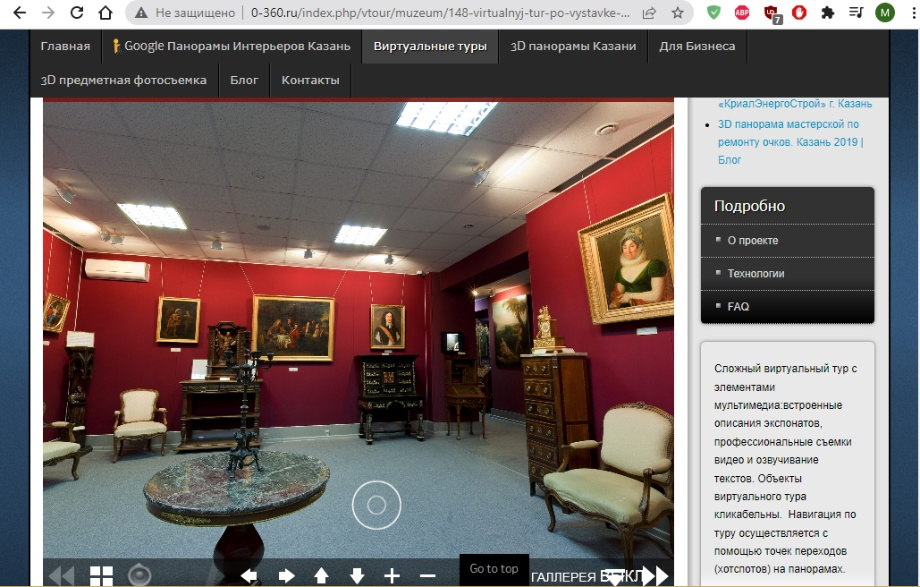 Не защищено | 0-360.ru/index.php/vtour/muzeum/148-virtualnyj-tur-po-vystavke-...
ABP
7
M
Главная
Google Панорамы Интерьеров Казань
Виртуальные туры
3D панорамы Казани
Для Бизнеса
3D предметная фотосъемка
Блог
Контакты
«КриалЭнергоСтрой» г. Казань
3D панорама мастерской по
ремонту очков. Казань 2019 |
Блог
Подробно
О проекте
Технологии
FAQ
Сложный виртуальный тур с
элементами
мультимедиа:встроенные
описания экспонатов,
профессиональные съемки
видео и озвучивание
текстов. Объекты
виртуального тура
кликабельны. Навигация по
туру осуществляется с
помощью точек переходов
(хотспотов) на панорамах.
Go to top
ГАЛЛЕРЕЯ ВЫКЛ